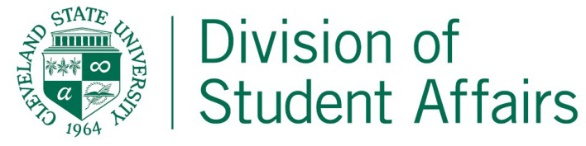 CLEVELAND STATE UNIVERSITY
1964
Division of
Student Affairs